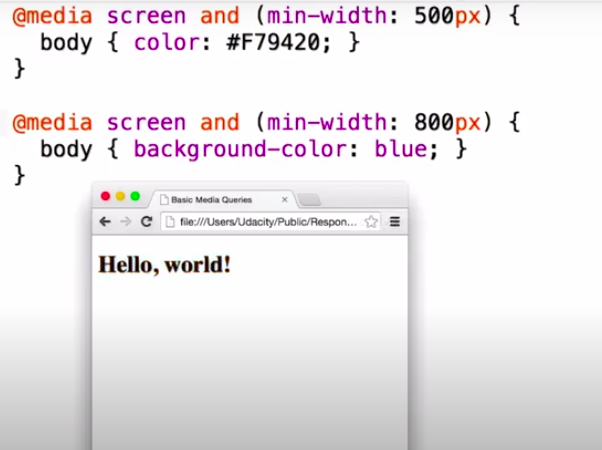 @media screen and (min-width: 500px) {
  body { color: #F79420; }
}
@media screen and (min-width: 800px) {
  body { background-color: blue; }
}
Basic Media Queries
file:///Users/Udacity/Public/Respon...
Hello, world!